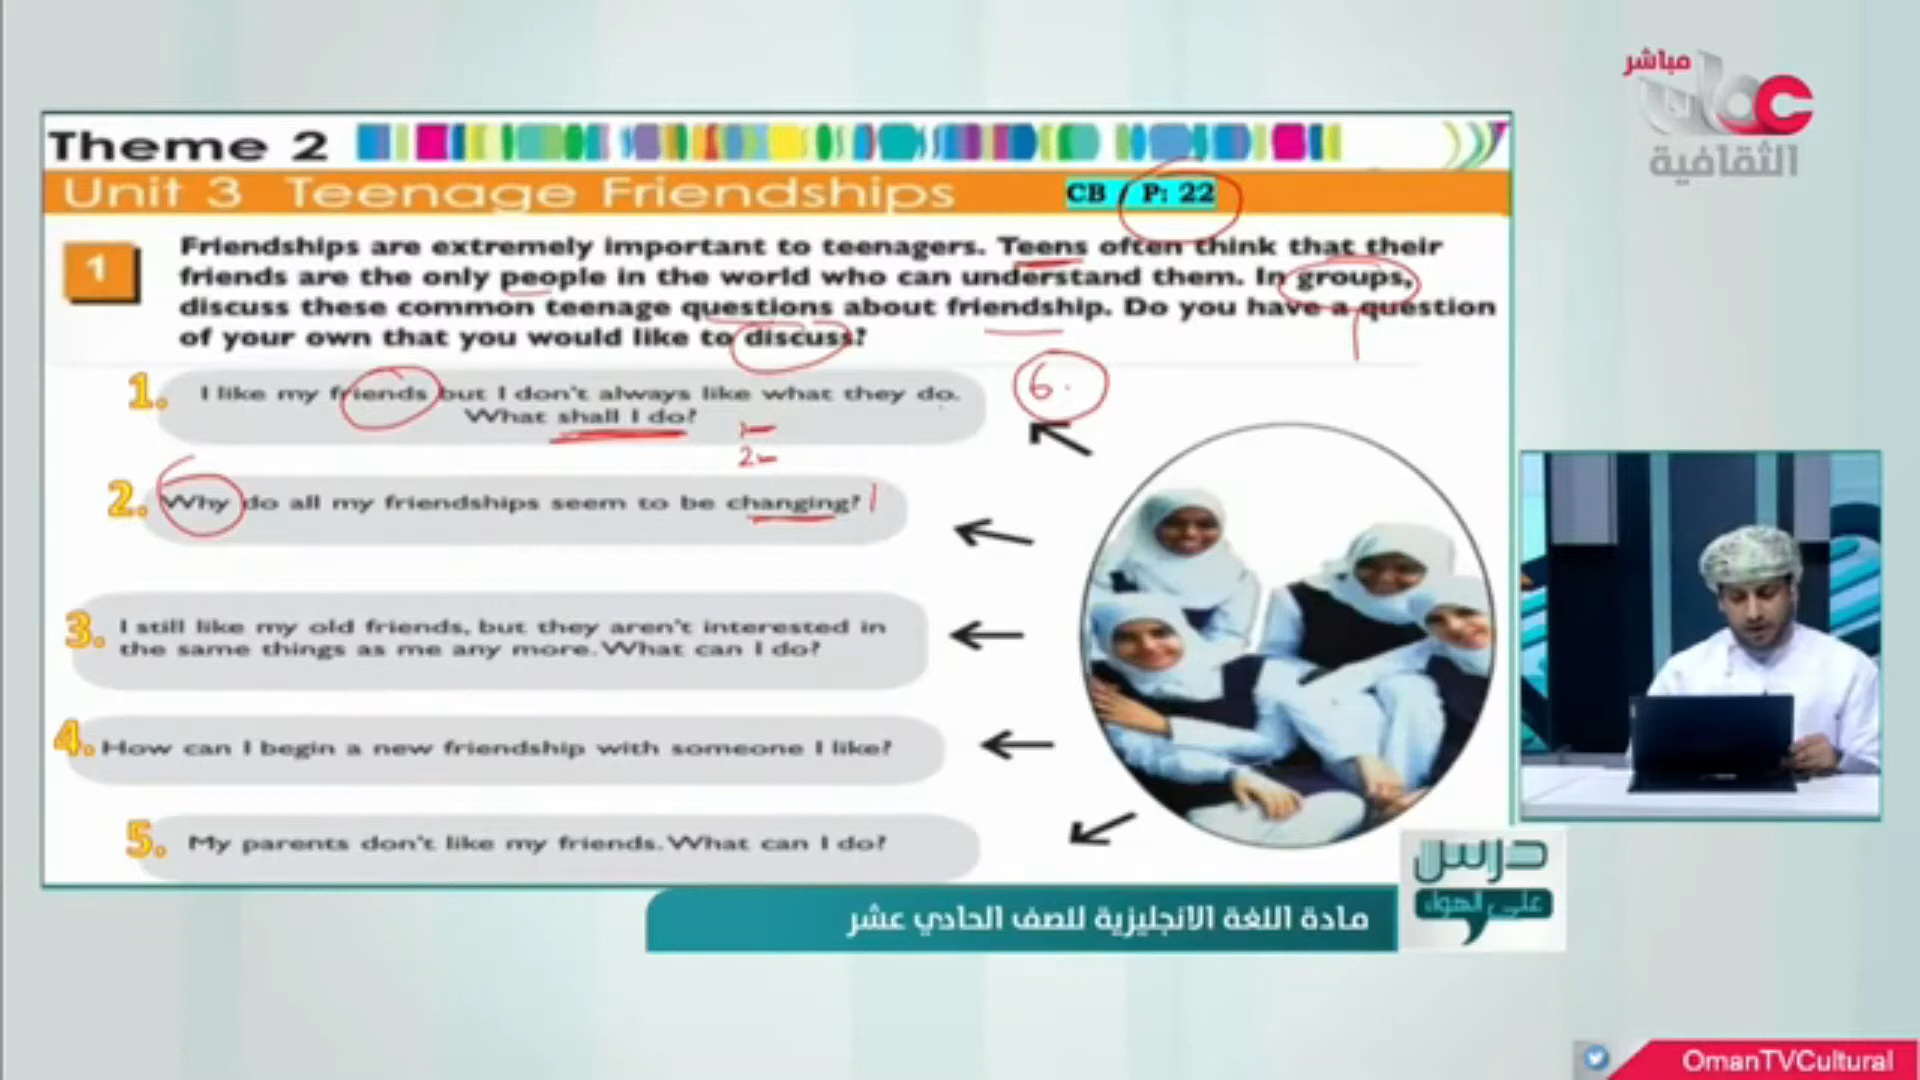 مباشر
الثقافية
Theme 2
Unit 3 Teenage Friendships
CB / P: 22
1
Friendships are extremely important to teenagers. Teens often think that their
friends are the only people in the world who can understand them. In groups,
discuss these common teenage questions about friendship. Do you have a question
of your own that you would like to discuss?
1. I like my friends but I don't always like what they do.
What shall I do?
6.
1-
2-
2. Why do all my friendships seem to be changing?
3. I still like my old friends, but they aren't interested in
the same things as me any more. What can I do?
4. How can I begin a new friendship with someone I like?
5. My parents don't like my friends. What can I do?
درس
على الهواء
مادة اللغة الانجليزية للصف الحادي عشر
OmanTVCultural